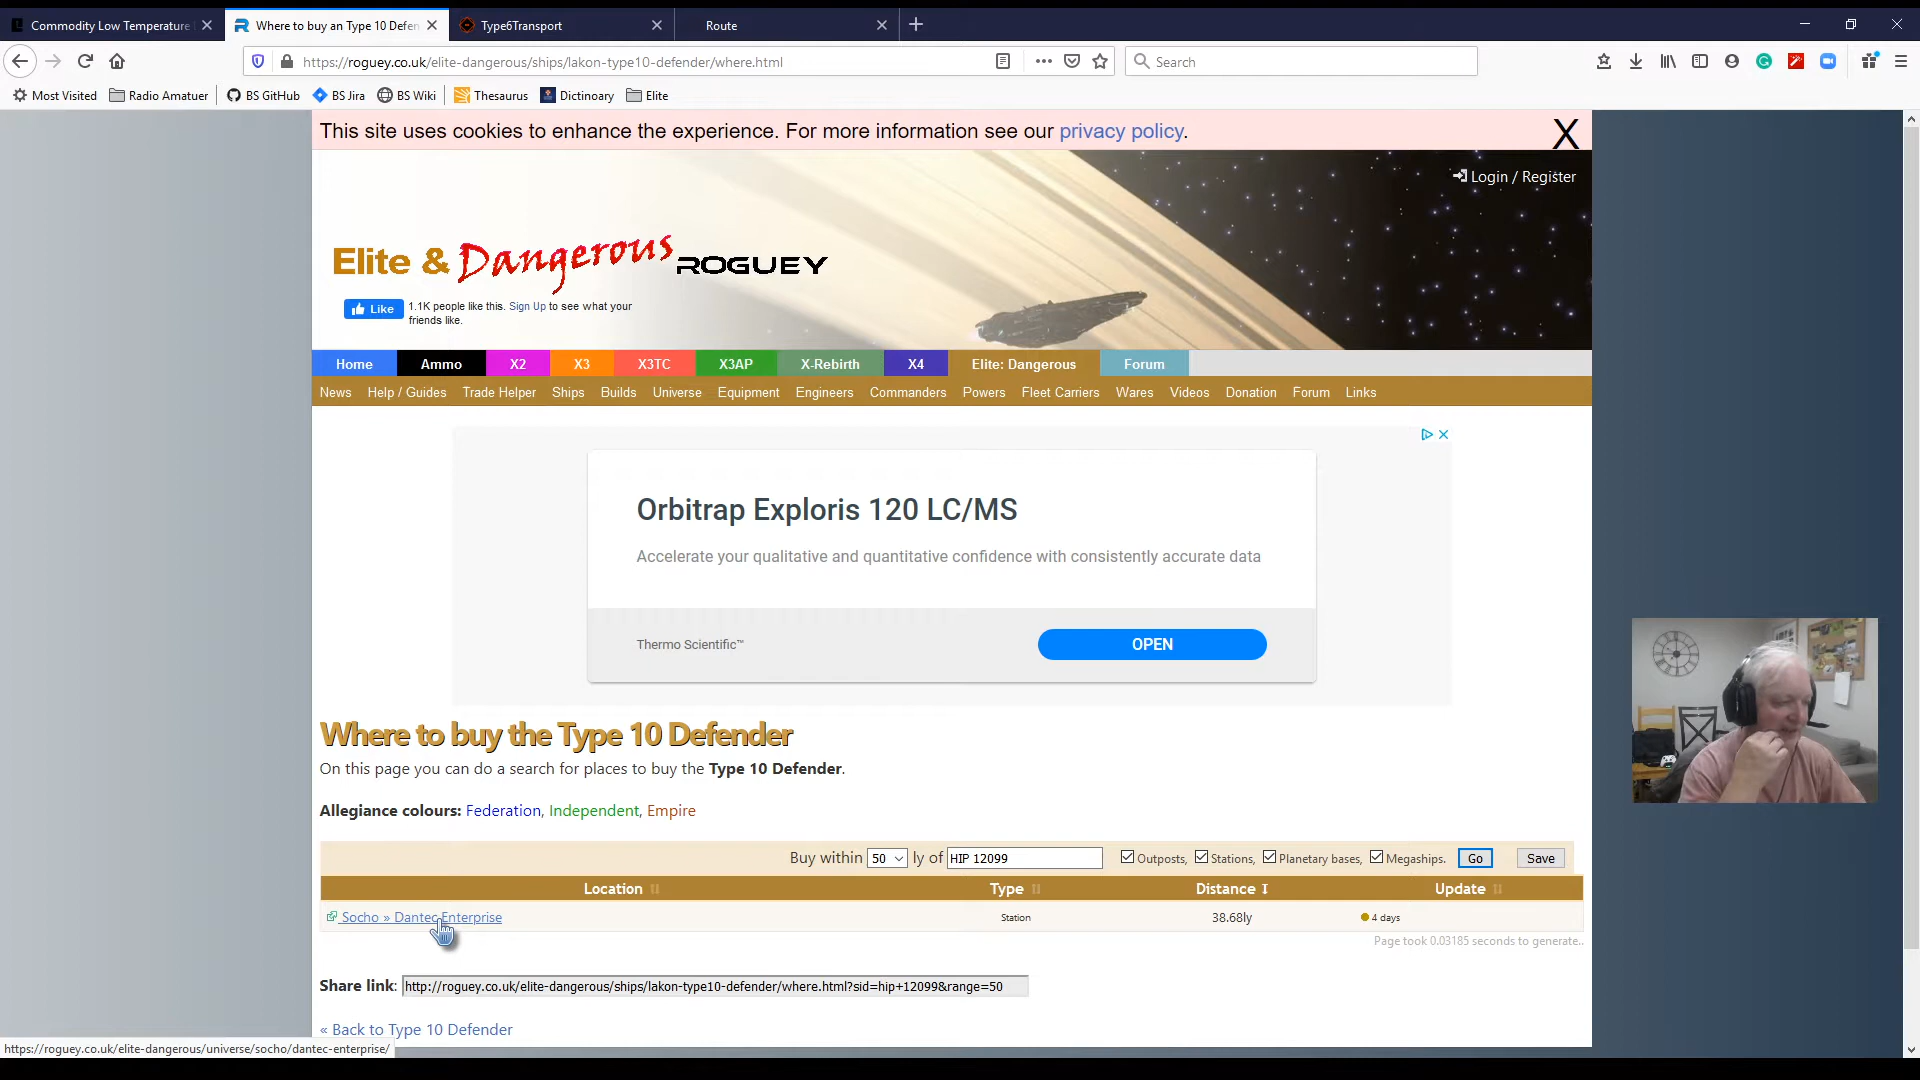 Commodity Low Temperature
Where to buy an Type 10 Defen
Type6Transport
Route
https://roguey.co.uk/elite-dangerous/ships/lakon-type10-defender/where.html
Search
Most Visited
Radio Amatuer
BS GitHub
BS Jira
BS Wiki
Thesaurus
Dictinoary
Elite
This site uses cookies to enhance the experience. For more information see our privacy policy.
X
Login / Register
Elite & Dangerous ROGUEY
Like
1.1K people like this. Sign Up to see what your
friends like.
Home Ammo X2 X3 X3TC X3AP X-Rebirth X4 Elite: Dangerous Forum
News Help / Guides Trade Helper Ships Builds Universe Equipment Engineers Commanders Powers Fleet Carriers Wares Videos Donation Forum Links
Orbitrap Exploris 120 LC/MS
Accelerate your qualitative and quantitative confidence with consistently accurate data
Thermo Scientific™
OPEN
Where to buy the Type 10 Defender
On this page you can do a search for places to buy the Type 10 Defender.
Allegiance colours: Federation, Independent, Empire
Buy within 50 ly of HIP 12099 Outposts, Stations, Planetary bases, Megaships. Go Save
Location Type Distance Update
Socho » Dantec Enterprise Station 38.68ly 4 days
Page took 0.03185 seconds to generate..
Share link: http://roguey.co.uk/elite-dangerous/ships/lakon-type10-defender/where.html?sid=hip+12099&range=50
« Back to Type 10 Defender
https://roguey.co.uk/elite-dangerous/universe/socho/dantec-enterprise/